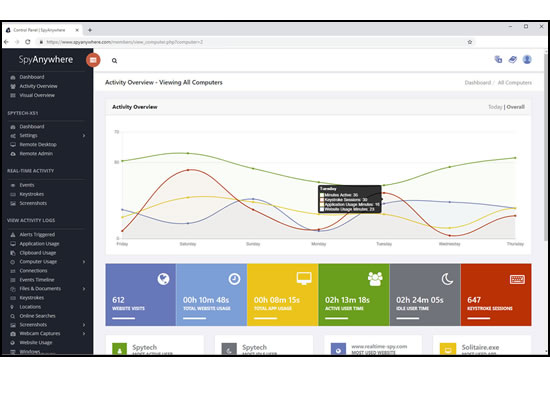 Control Panel | SpyAnywhere
https://www.spyanywhere.com/members/view_computer.php?computer=2
SpyAnywhere
Dashboard
Activity Overview
Visual Overview
SPYTECH-XS1
Dashboard
Settings
Remote Desktop
Remote Admin
REAL-TIME ACTIVITY
Events
Keystrokes
Screenshots
VIEW ACTIVITY LOGS
Alerts Triggered
Application Usage
Clipboard Usage
Computer Usage
Connections
Events Timeline
Files & Documents
Keystrokes
Locations
Online Searches
Screenshots
Webcam Captures
Website Usage
Windows
Activity Overview - Viewing All Computers
Dashboard / All Computers
Activity Overview
Today | Overall
70
35
0
Tuesday
Minutes Active: 35
Keystroke Sessions: 30
Application Usage Minutes: 16
Website Usage Minutes: 23
Friday Saturday Sunday Monday Tuesday Wednesday Thursday
612
WEBSITE VISITS
00h 10m 48s
TOTAL WEBSITE USAGE
00h 08m 15s
TOTAL APP USAGE
02h 13m 18s
ACTIVE USER TIME
02h 24m 05s
IDLE USER TIME
647
KEYSTROKE SESSIONS
Spytech
MOST ACTIVE USER
Spytech
MOST IDLE USER
www.realtime-spy.com
MOST USED WEBSITE
Solitaire.exe
MOST USED APP